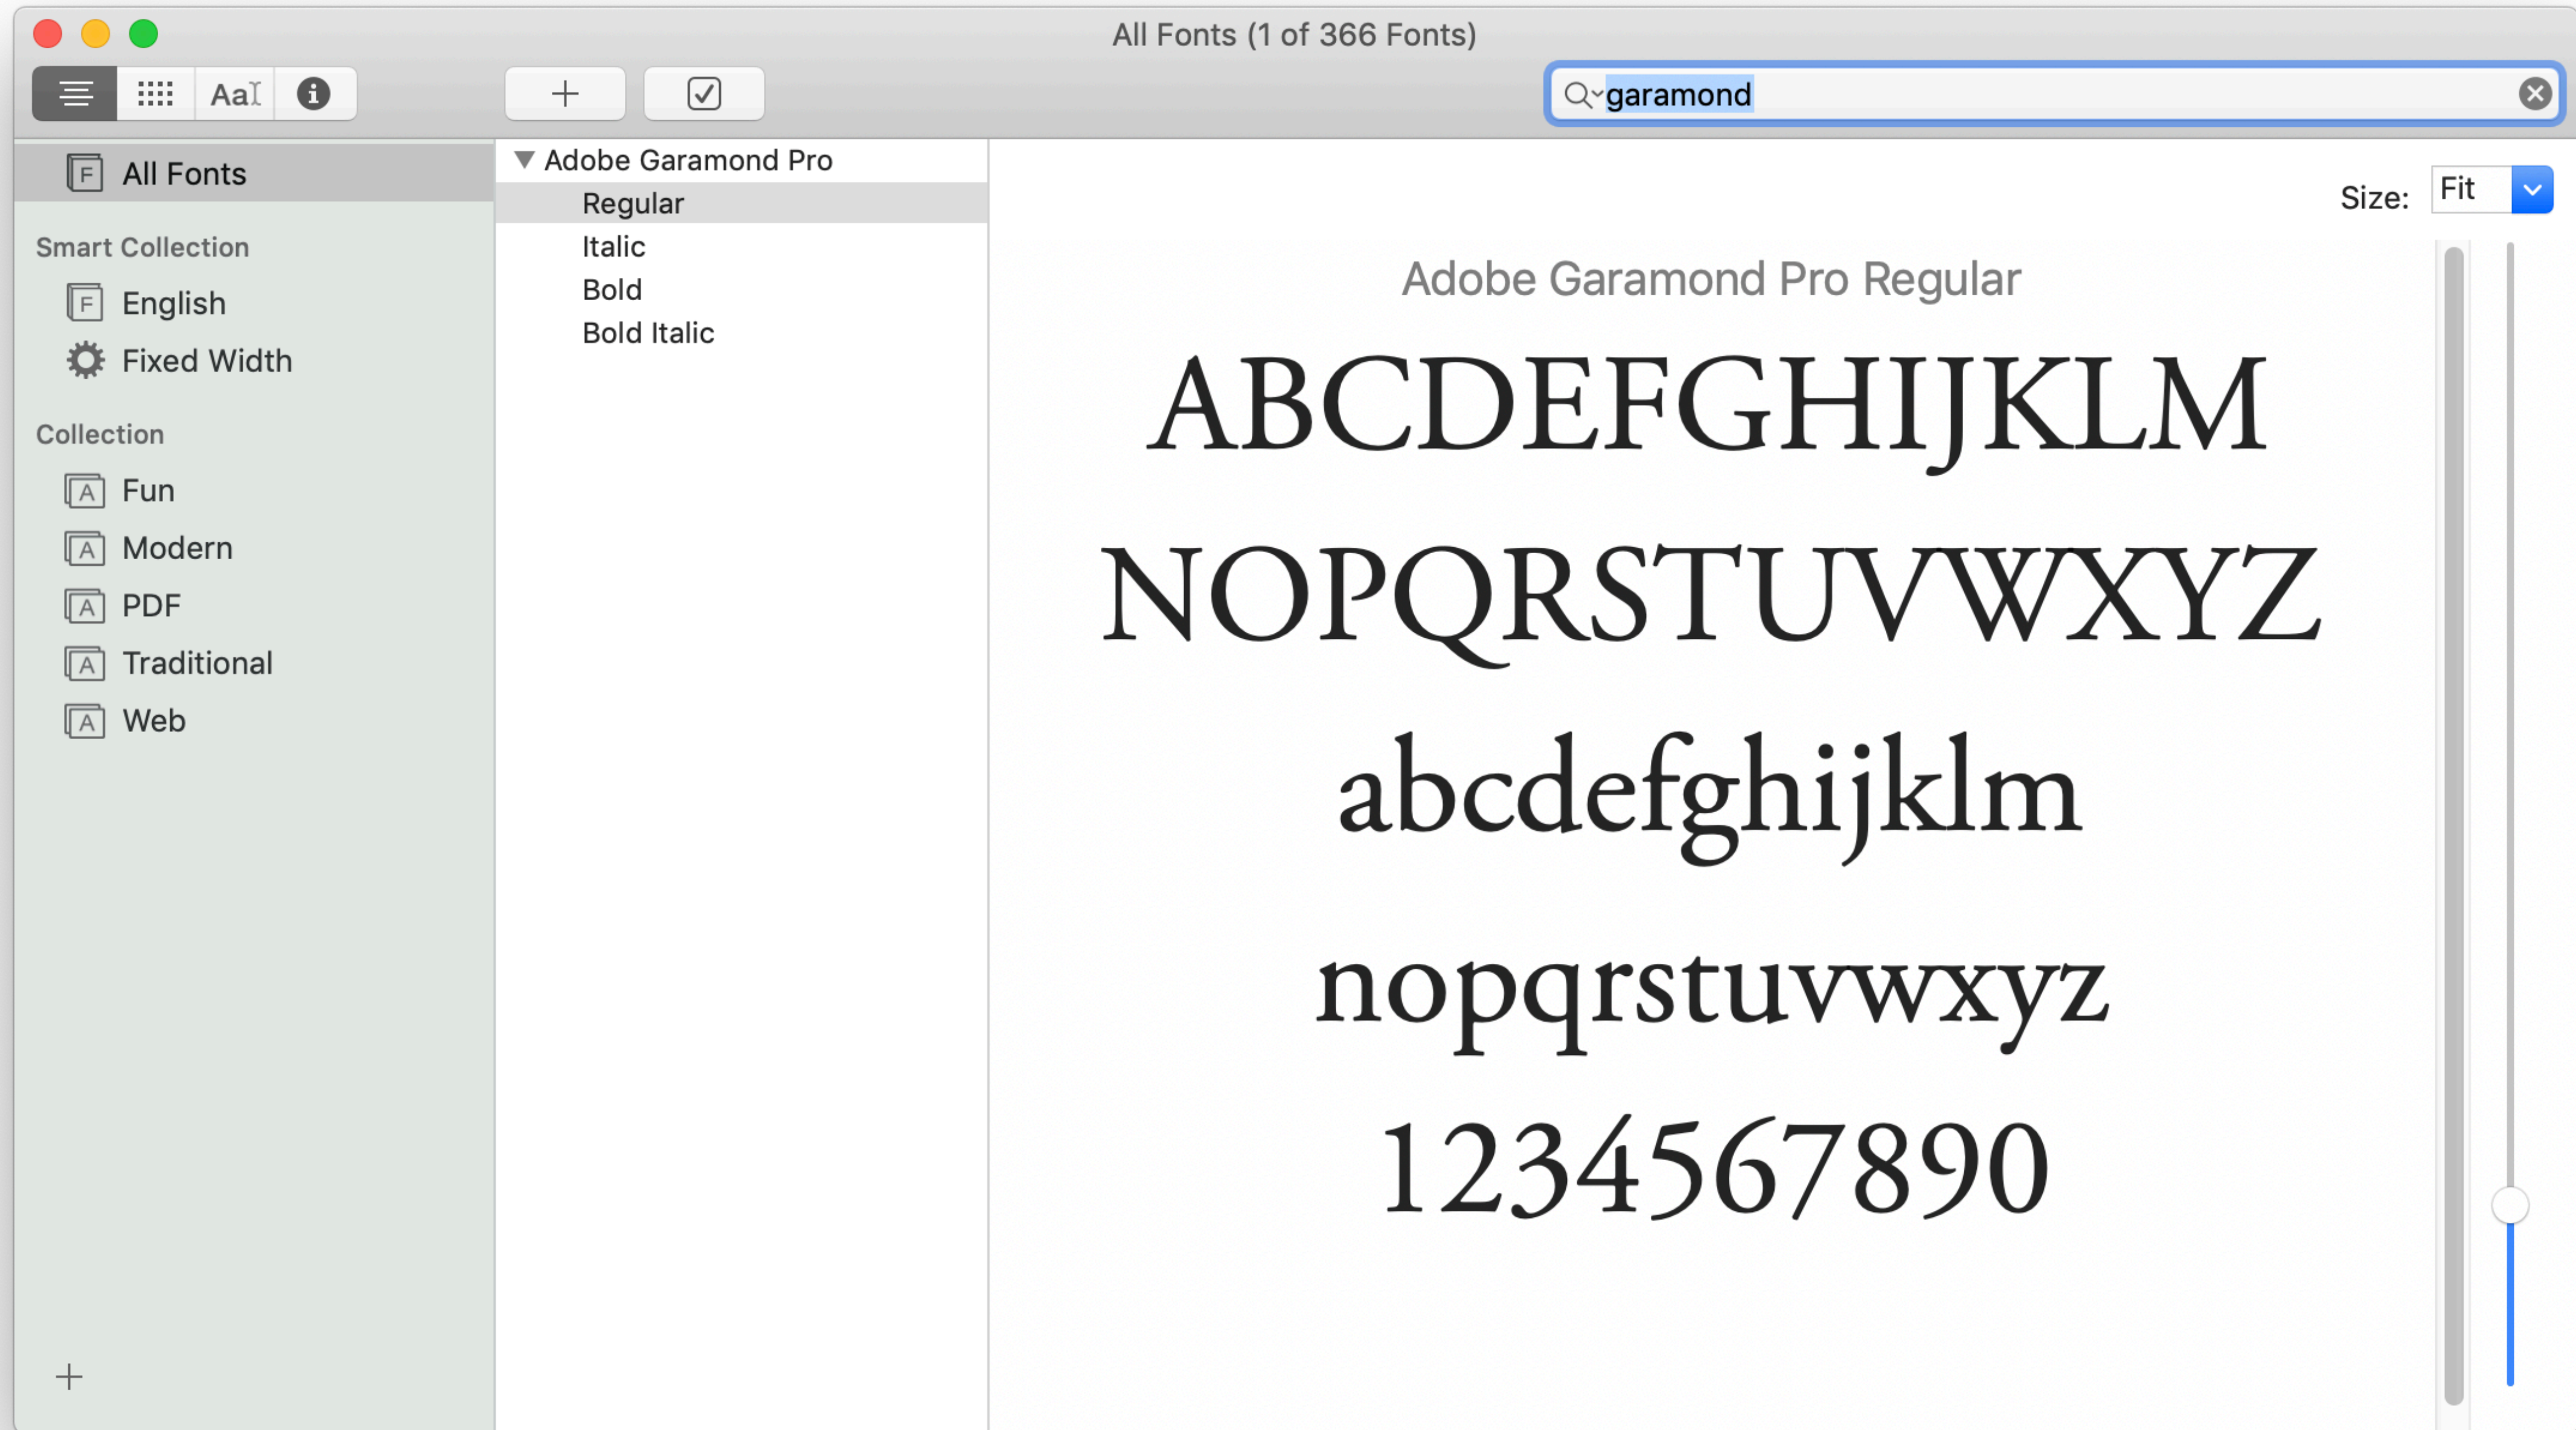 All Fonts (1 of 366 Fonts)
Aa
garamond
All Fonts
Smart Collection
English
Fixed Width
Collection
Fun
Modern
PDF
Traditional
Web
Adobe Garamond Pro
Regular
Italic
Bold
Bold Italic
Size: Fit
Adobe Garamond Pro Regular
ABCDEFGHIJKLM
NOPQRSTUVWXYZ
abcdefghijklm
nopqrstuvwxyz
1234567890